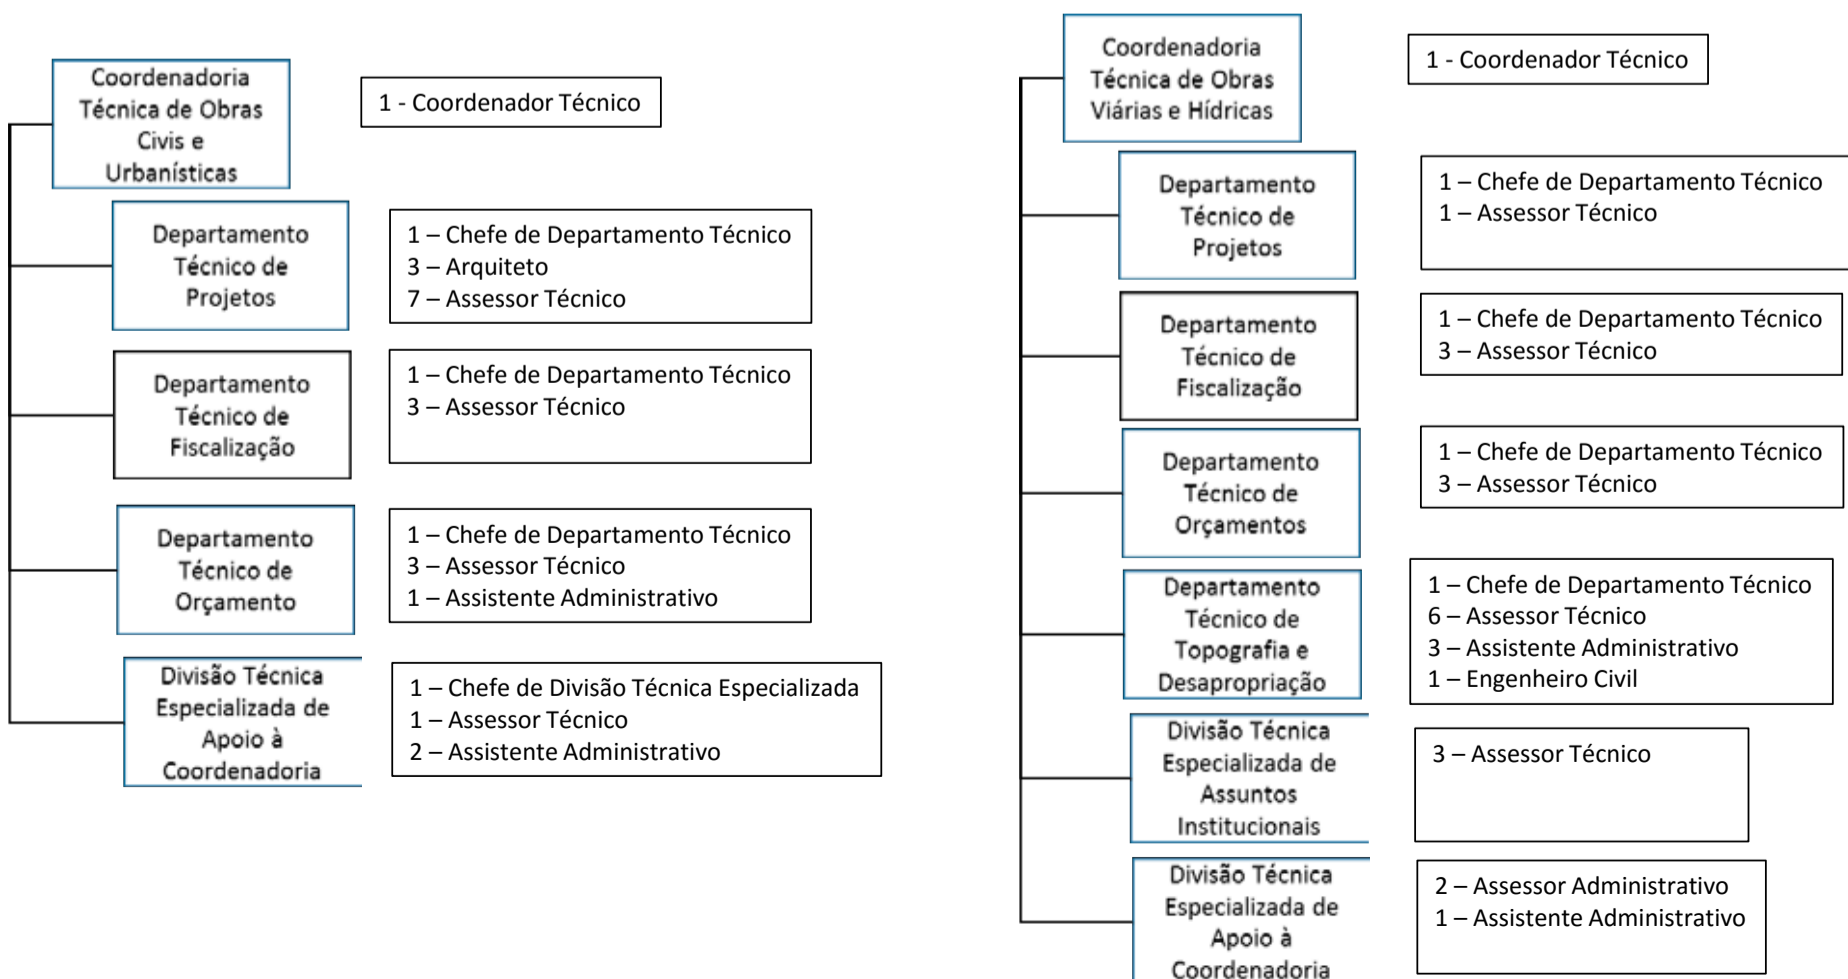 Coordenadoria
Técnica de Obras
Civis e
Urbanísticas
1 - Coordenador Técnico
Departamento
Técnico de
Projetos
1 – Chefe de Departamento Técnico
3 – Arquiteto
7 – Assessor Técnico
Departamento
Técnico de
Fiscalização
1 – Chefe de Departamento Técnico
3 – Assessor Técnico
Departamento
Técnico de
Orçamento
1 – Chefe de Departamento Técnico
3 – Assessor Técnico
1 – Assistente Administrativo
Divisão Técnica
Especializada de
Apoio à
Coordenadoria
1 – Chefe de Divisão Técnica Especializada
1 – Assessor Técnico
2 – Assistente Administrativo
Coordenadoria
Técnica de Obras
Viárias e Hídricas
1 - Coordenador Técnico
Departamento
Técnico de
Projetos
1 – Chefe de Departamento Técnico
1 – Assessor Técnico
Departamento
Técnico de
Fiscalização
1 – Chefe de Departamento Técnico
3 – Assessor Técnico
Departamento
Técnico de
Orçamentos
1 – Chefe de Departamento Técnico
3 – Assessor Técnico
Departamento
Técnico de
Topografia e
Desapropriação
1 – Chefe de Departamento Técnico
6 – Assessor Técnico
3 – Assistente Administrativo
1 – Engenheiro Civil
Divisão Técnica
Especializada de
Assuntos
Institucionais
3 – Assessor Técnico
Divisão Técnica
Especializada de
Apoio à
Coordenadoria
2 – Assessor Administrativo
1 – Assistente Administrativo